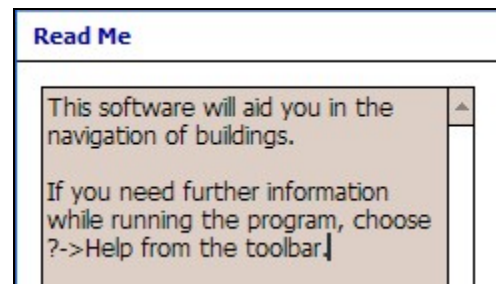 Read Me
This software will aid you in the
navigation of buildings.
If you need further information
while running the program, choose
?->Help from the toolbar.